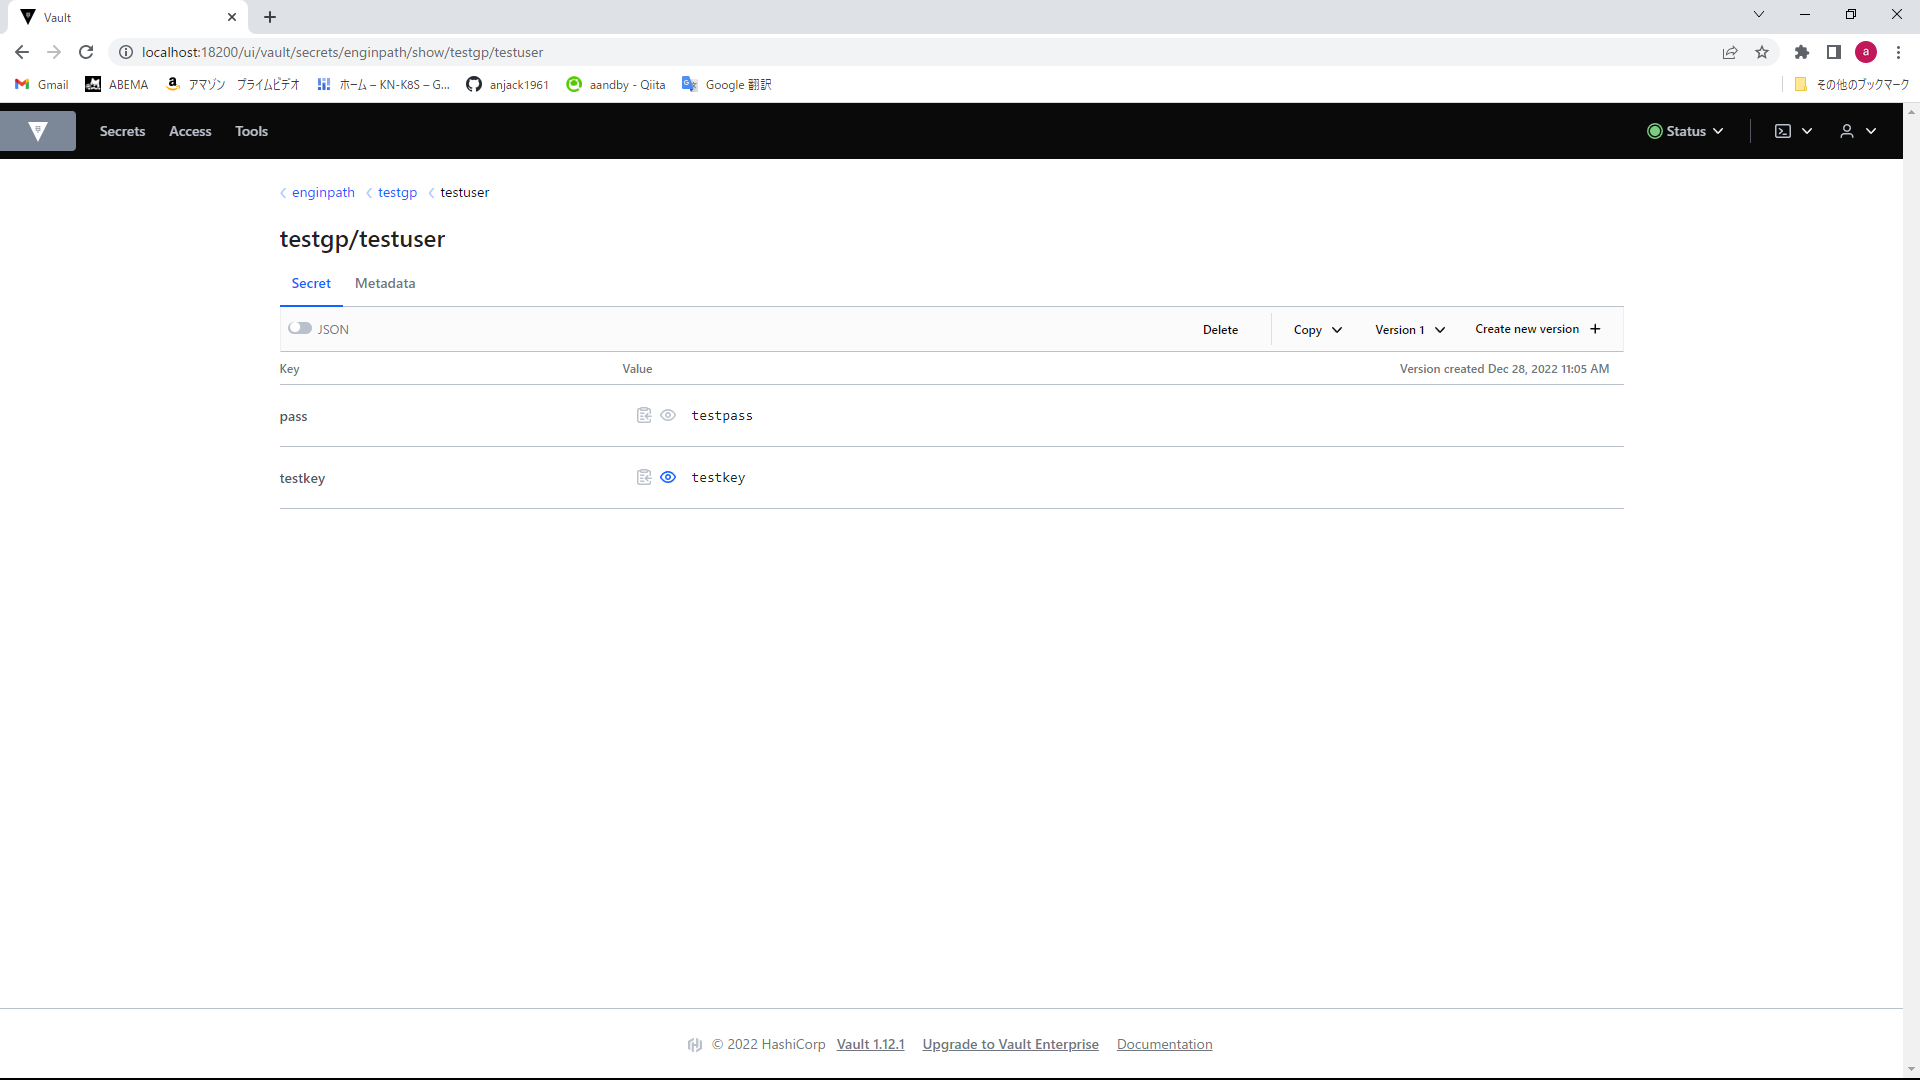 Vault
localhost:18200/ui/vault/secrets/enginpath/show/testgp/testuser
a
Gmail ABEMA アマゾン プライムビデオ ホーム – KN-K8S – G... anjack1961 aandby - Qiita Google 翻訳 その他のブックマーク
Secrets Access Tools Status
enginpath testgp testuser
testgp/testuser
Secret Metadata
JSON Delete Copy Version 1 Create new version
Key Value Version created Dec 28, 2022 11:05 AM
pass testpass
testkey testkey
© 2022 HashiCorp Vault 1.12.1 Upgrade to Vault Enterprise Documentation